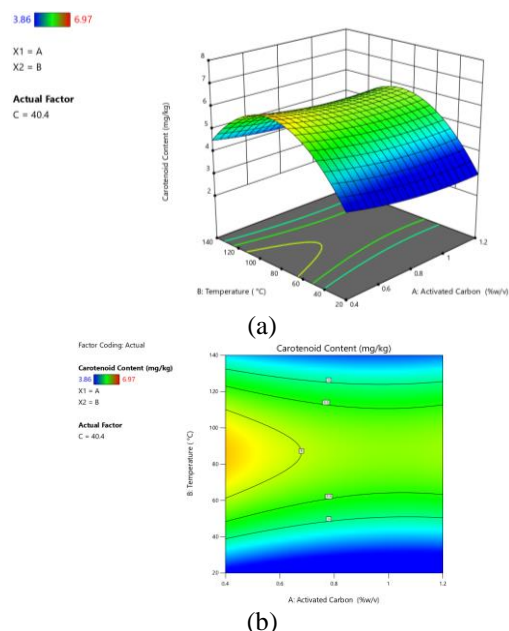 3.86 6.97
X1 = A
X2 = B
Actual Factor
C = 40.4
Carotenoid Content (mg/kg)
8
7
6
5
4
3
2
140
120
100
80
60
40
20
B: Temperature (°C)
0.4
0.6
0.8
1
1.2
A: Activated Carbon (%w/v)
(a)
Factor Coding: Actual
Carotenoid Content (mg/kg)
3.86 6.97
X1 = A
X2 = B
Actual Factor
C = 40.4
Carotenoid Content (mg/kg)
140
120
100
80
60
40
20
B: Temperature (°C)
0.4 0.6 0.8 1 1.2
A: Activated Carbon (%w/v)
(b)